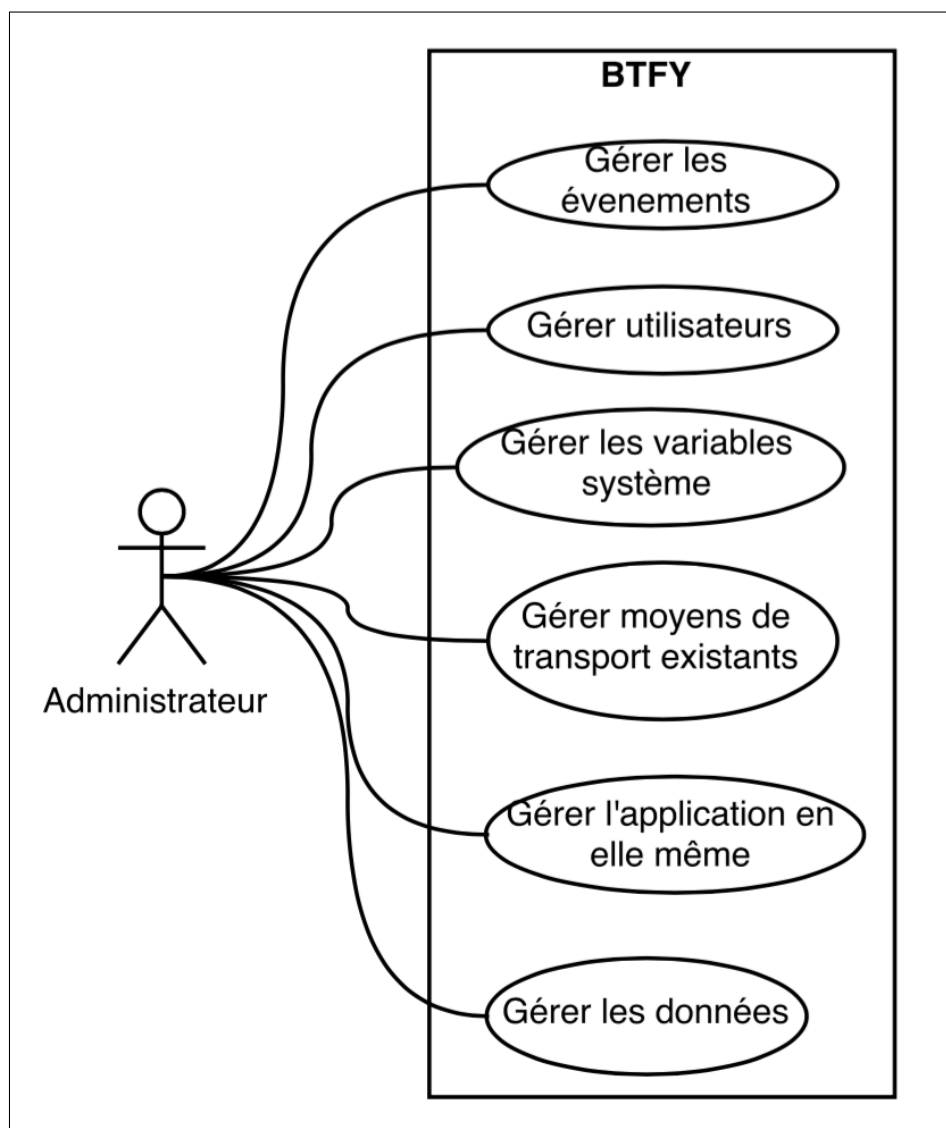 BTFY
Gérer les
évenements
Gérer utilisateurs
Gérer les variables
système
Gérer moyens de
transport existants
Administrateur
Gérer l'application en
elle même
Gérer les données